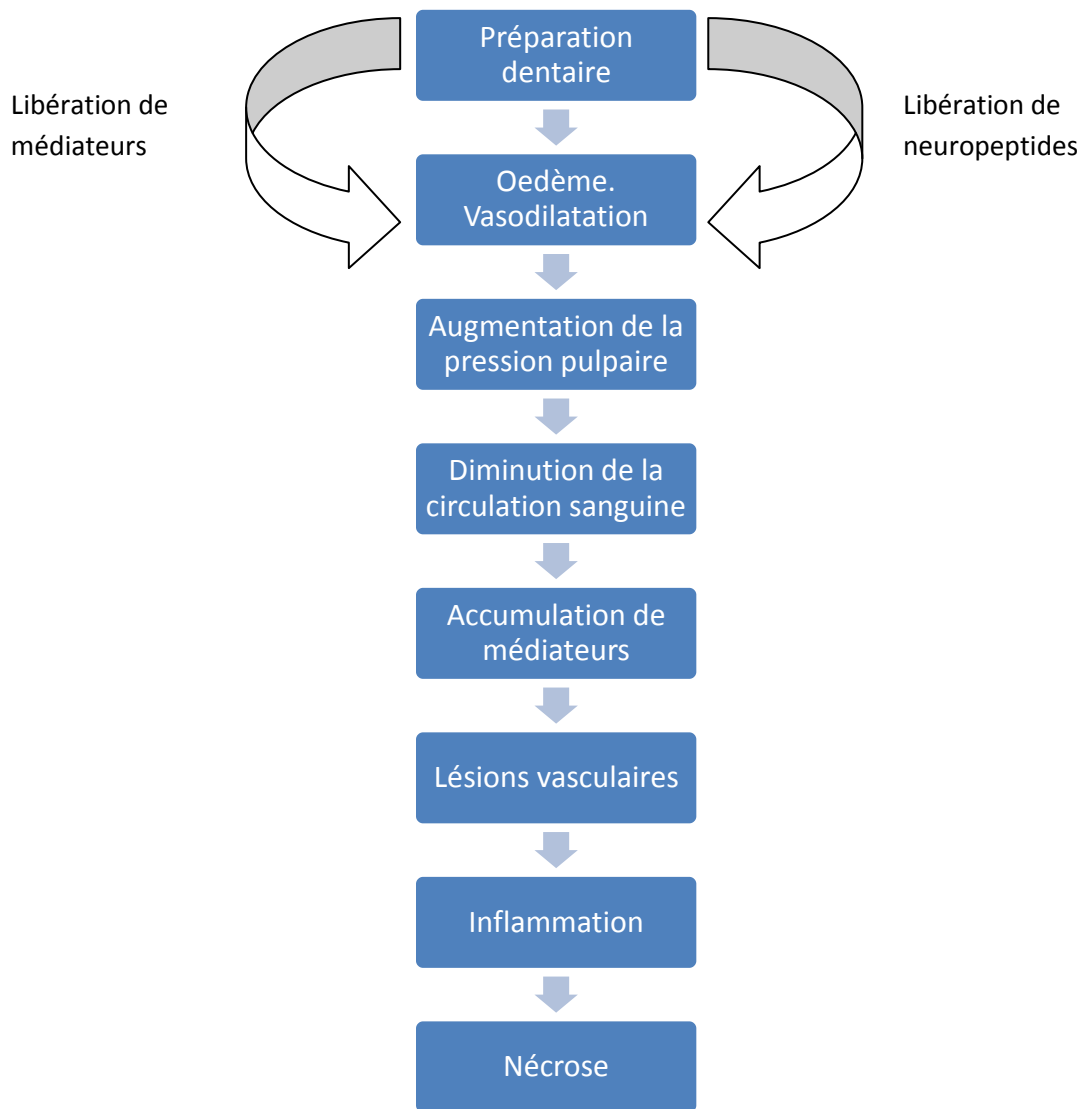 Préparation
dentaire
Libération de
médiateurs
Libération de
neuropeptides
Oedème.
Vasodilatation
Augmentation de la
pression pulpaire
Diminution de la
circulation sanguine
Accumulation de
médiateurs
Lésions vasculaires
Inflammation
Nécrose